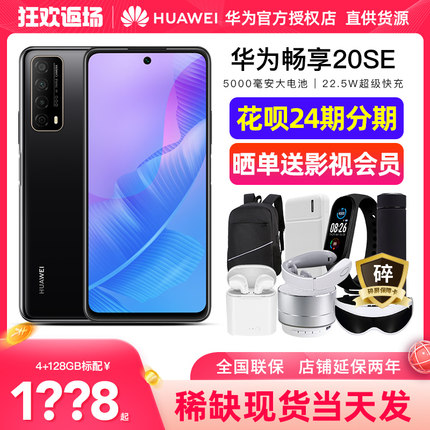 狂欢返场
HUAWEI 华为官方授权店 直供货源
华为畅享20SE
5000毫安大电池 | 22.5W超级快充
花呗24期分期
晒单送影视会员
08:26
碎
HUAWEI
4+128GB标配¥
1??8起
全国联保 店铺延保两年
稀缺现货当天发